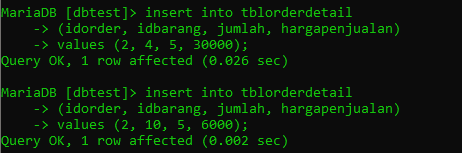 MariaDB [dbtest]> insert into tblorderdetail
    -> (idorder, idbarang, jumlah, hargapenjualan)
    -> values (2, 4, 5, 30000);
Query OK, 1 row affected (0.026 sec)

MariaDB [dbtest]> insert into tblorderdetail
    -> (idorder, idbarang, jumlah, hargapenjualan)
    -> values (2, 10, 5, 6000);
Query OK, 1 row affected (0.002 sec)